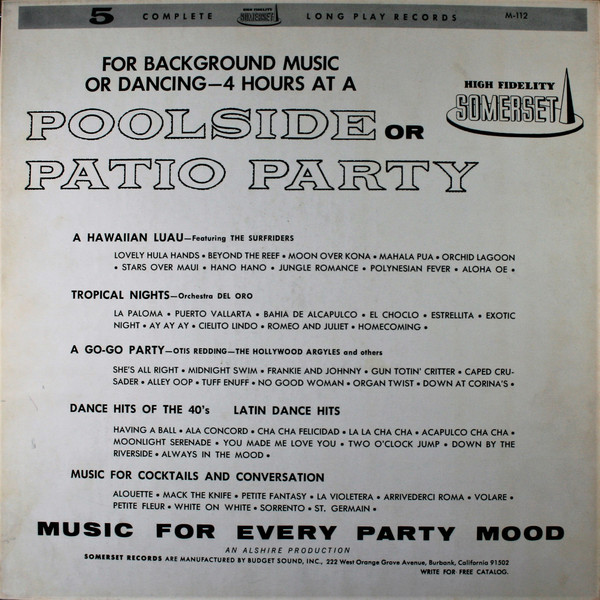 5 COMPLETE HIGH FIDELITY SOMERSET LONG PLAY RECORDS M-112
FOR BACKGROUND MUSIC
OR DANCING—4 HOURS AT A
HIGH FIDELITY
SOMERSET
POOLSIDE OR
PATIO PARTY
A HAWAIIAN LUAU—Featuring THE SURFRIDERS
LOVELY HULA HANDS • BEYOND THE REEF • MOON OVER KONA • MAHALA PUA • ORCHID LAGOON
• STARS OVER MAUI • HANO HANO • JUNGLE ROMANCE • POLYNESIAN FEVER • ALOHA OE •
TROPICAL NIGHTS—Orchestra DEL ORO
LA PALOMA • PUERTO VALLARTA • BAHIA DE ALCAPULCO • EL CHOCLO • ESTRELLITA • EXOTIC
NIGHT • AY AY AY • CIELITO LINDO • ROMEO AND JULIET • HOMECOMING •
A GO-GO PARTY—OTIS REDDING—THE HOLLYWOOD ARGYLES and others
SHE'S ALL RIGHT • MIDNIGHT SWIM • FRANKIE AND JOHNNY • GUN TOTIN' CRITTER • CAPED CRU-
SADER • ALLEY OOP • TUFF ENUFF • NO GOOD WOMAN • ORGAN TWIST • DOWN AT CORINA'S •
DANCE HITS OF THE 40's LATIN DANCE HITS
HAVING A BALL • ALA CONCORD • CHA CHA FELICIDAD • LA LA CHA CHA • ACAPULCO CHA CHA •
MOONLIGHT SERENADE • YOU MADE ME LOVE YOU • TWO O'CLOCK JUMP • DOWN BY THE
RIVERSIDE • ALWAYS IN THE MOOD •
MUSIC FOR COCKTAILS AND CONVERSATION
ALOUETTE • MACK THE KNIFE • PETITE FANTASY • LA VIOLETERA • ARRIVEDERCI ROMA • VOLARE •
PETITE FLEUR • WHITE ON WHITE • SORRENTO • ST. GERMAIN •
MUSIC FOR EVERY PARTY MOOD
AN ALSHIRE PRODUCTION
SOMERSET RECORDS ARE MANUFACTURED BY BUDGET SOUND, INC., 222 West Orange Grove Avenue, Burbank, California 91502
WRITE FOR FREE CATALOG.